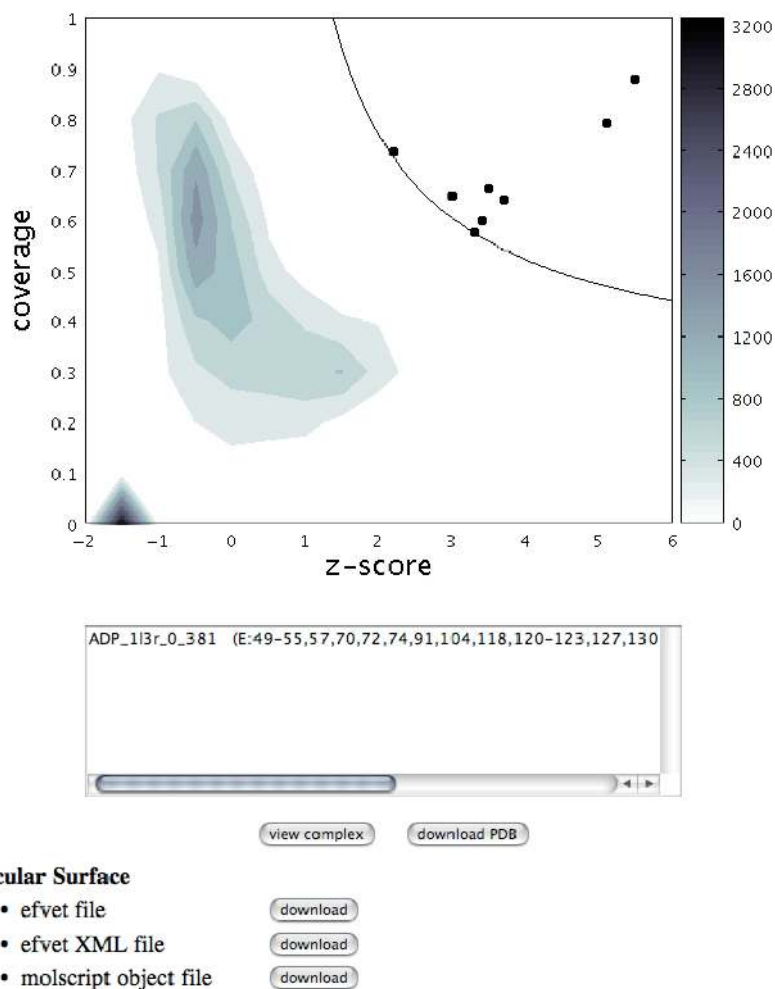 1
0.9
0.8
0.7
0.6
0.5
0.4
0.3
0.2
0.1
0
coverage
-2 -1 0 1 2 3 4 5 6
z-score
3200
2800
2400
2000
1600
1200
800
400
0
ADP_1l3r_0_381 (E:49-55,57,70,72,74,91,104,118,120-123,127,130
view complex download PDB
cular Surface
• efvet file download
• efvet XML file download
• molscript object file download